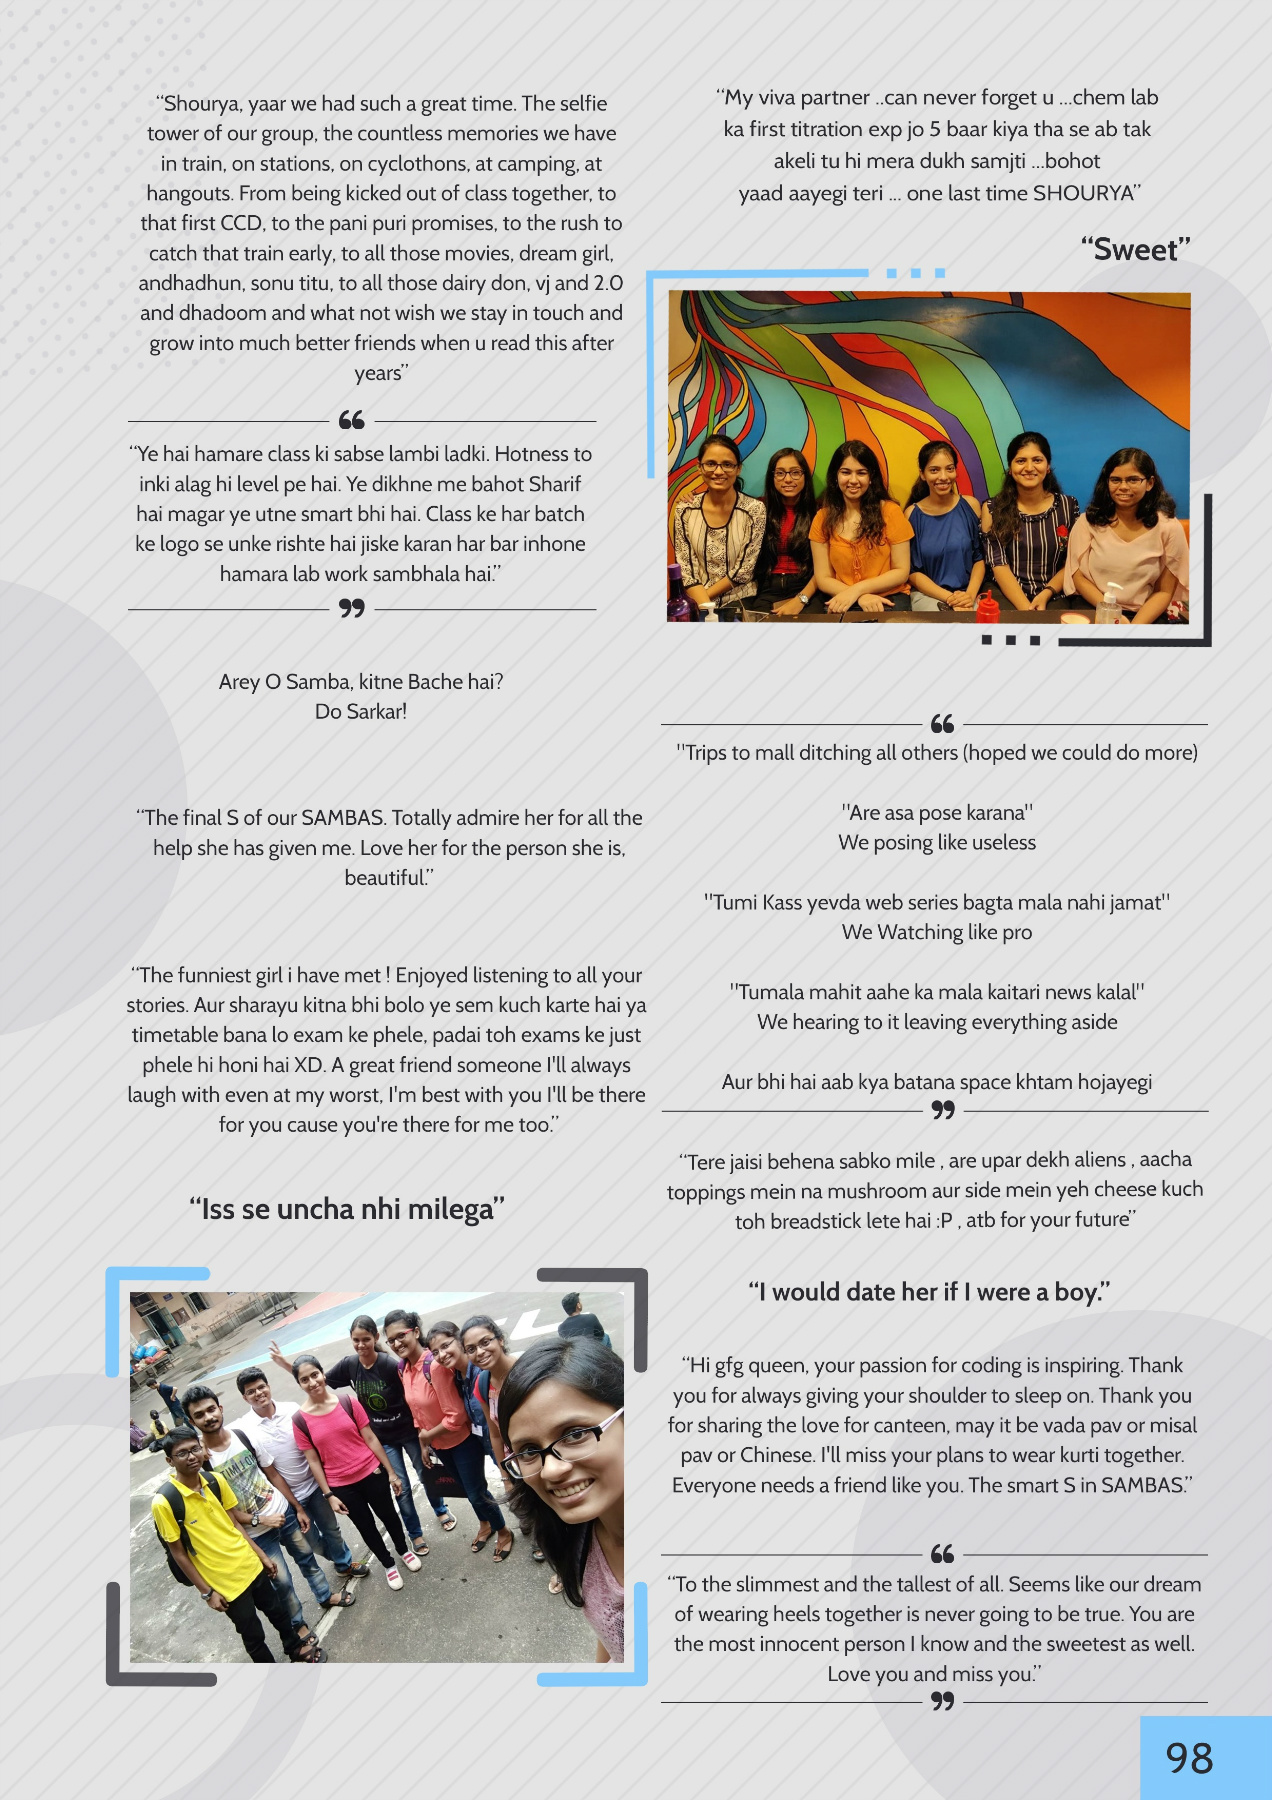 “Shourya, yaar we had such a great time. The selfie
tower of our group, the countless memories we have
in train, on stations, on cyclothons, at camping, at
hangouts. From being kicked out of class together, to
that first CCD, to the pani puri promises, to the rush to
catch that train early, to all those movies, dream girl,
andhadhun, sonu titu, to all those dairy don, vj and 2.0
and dhadoom and what not wish we stay in touch and
grow into much better friends when u read this after
years”
“Ye hai hamare class ki sabse lambi ladki. Hotness to
inki alag hi level pe hai. Ye dikhne me bahot Sharif
hai magar ye utne smart bhi hai. Class ke har batch
ke logo se unke rishte hai jiske karan har bar inhone
hamara lab work sambhala hai.”
Arey O Samba, kitne Bache hai?
Do Sarkar!
“The final S of our SAMBAS. Totally admire her for all the
help she has given me. Love her for the person she is,
beautiful.”
“The funniest girl i have met ! Enjoyed listening to all your
stories. Aur sharayu kitna bhi bolo ye sem kuch karte hai ya
timetable bana lo exam ke phele, padai toh exams ke just
phele hi honi hai XD. A great friend someone I'll always
laugh with even at my worst, I'm best with you I'll be there
for you cause you're there for me too.”
“Iss se uncha nhi milega”
“My viva partner ..can never forget u ...chem lab
ka first titration exp jo 5 baar kiya tha se ab tak
akeli tu hi mera dukh samjti ...bohot
yaad aayegi teri ... one last time SHOURYA”
“Sweet”
"Trips to mall ditching all others (hoped we could do more)
"Are asa pose karana"
We posing like useless
"Tumi Kass yevda web series bagta mala nahi jamat"
We Watching like pro
"Tumala mahit aahe ka mala kaitari news kalal"
We hearing to it leaving everything aside
Aur bhi hai aab kya batana space khtam hojayegi
“Tere jaisi behena sabko mile , are upar dekh aliens , aacha
toppings mein na mushroom aur side mein yeh cheese kuch
toh breadstick lete hai :P , atb for your future”
“I would date her if I were a boy.”
“Hi gfg queen, your passion for coding is inspiring. Thank
you for always giving your shoulder to sleep on. Thank you
for sharing the love for canteen, may it be vada pav or misal
pav or Chinese. I'll miss your plans to wear kurti together.
Everyone needs a friend like you. The smart S in SAMBAS.”
“To the slimmest and the tallest of all. Seems like our dream
of wearing heels together is never going to be true. You are
the most innocent person I know and the sweetest as well.
Love you and miss you.”
98